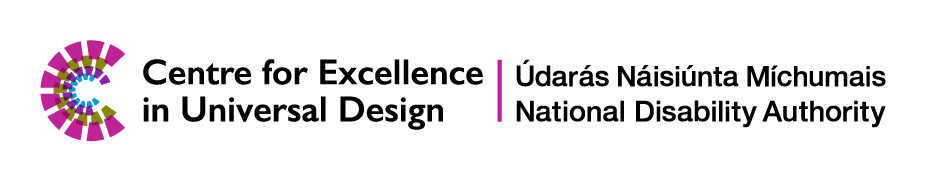 Centre for Excellence
in Universal Design
Údarás Náisiúnta Míchumais
National Disability Authority